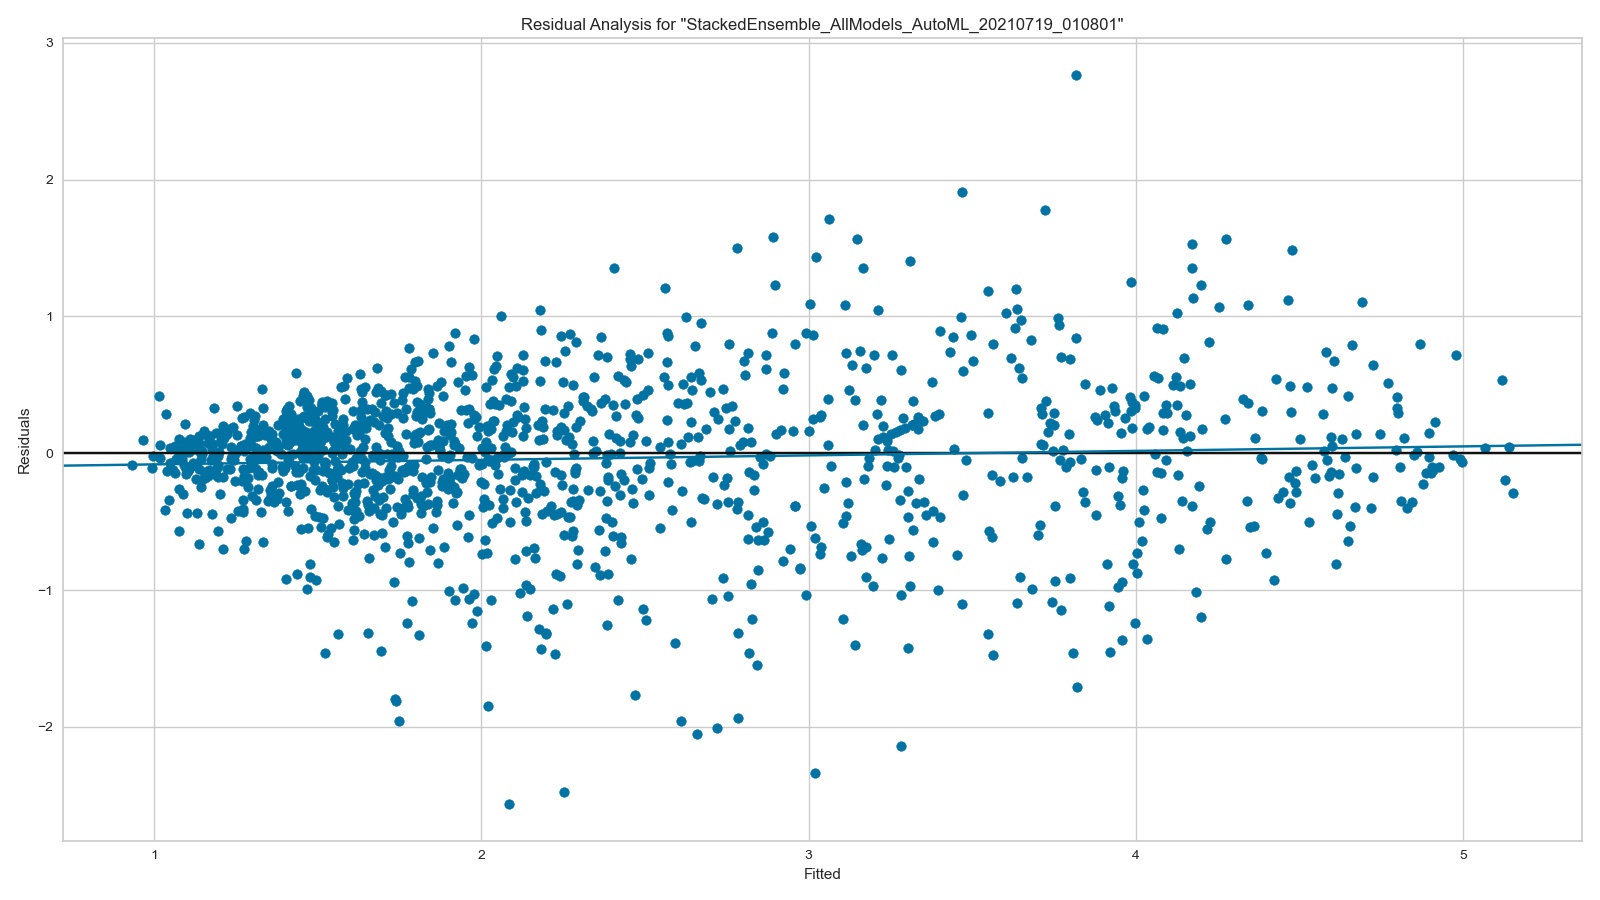 Residual Analysis for "StackedEnsemble_AllModels_AutoML_20210719_010801"
3
2
1
0
−1
−2
Residuals
1 2 3 4 5
Fitted